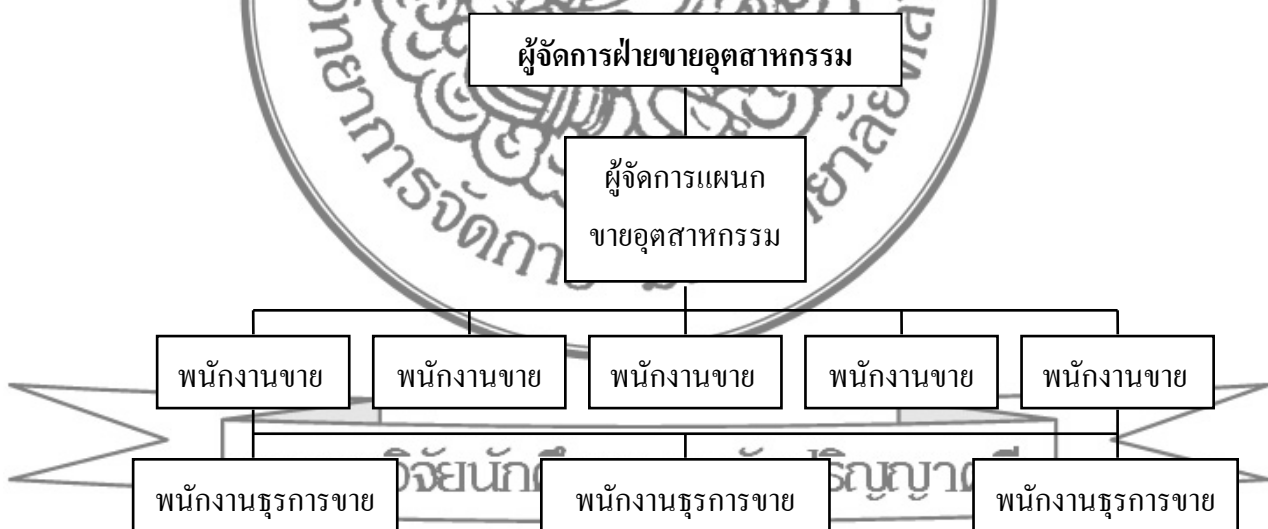 ผู้จัดการฝ่ายขายอุตสาหกรรม
ผู้จัดการแผนก
ขายอุตสาหกรรม
พนักงานขาย พนักงานขาย พนักงานขาย พนักงานขาย พนักงานขาย
พนักงานธุรการขาย พนักงานธุรการขาย พนักงานธุรการขาย